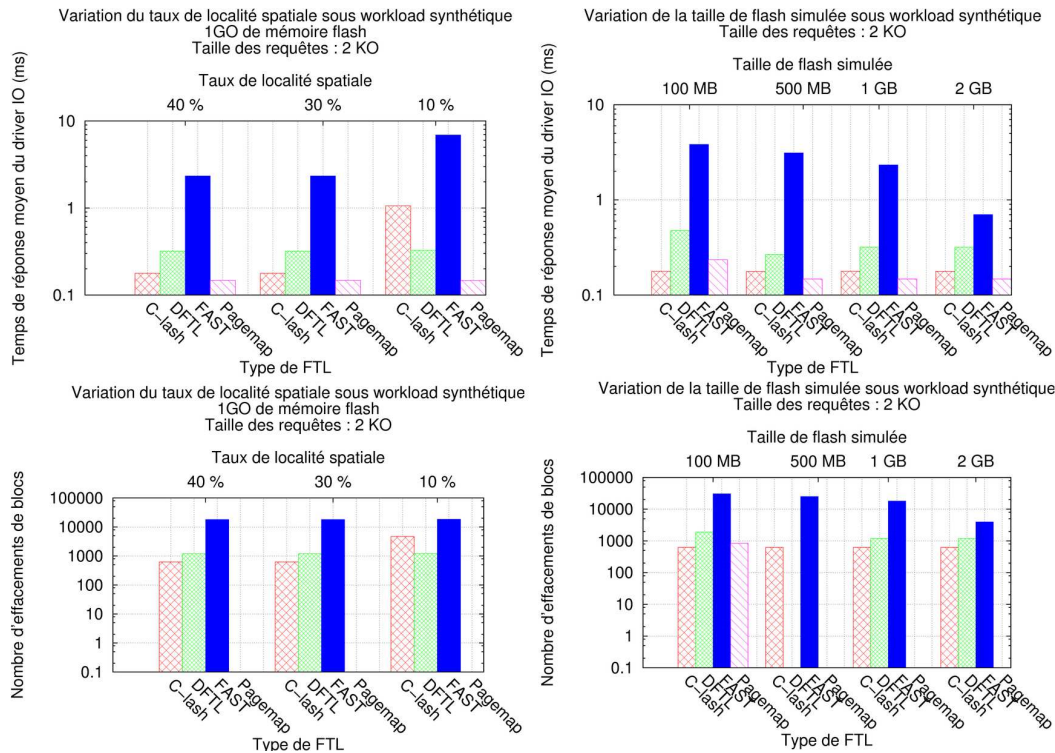 Variation du taux de localité spatiale sous workload synthétique
1GO de mémoire flash
Taille des requêtes : 2 KO
Taux de localité spatiale
40 %
30 %
10 %
Temps de réponse moyen du driver IO (ms)
10
1
0.1
C-lash
DFTL
FAST
Pagemap
C-lash
DFTL
FAST
Pagemap
C-lash
DFTL
FAST
Pagemap
Type de FTL
Variation de la taille de flash simulée sous workload synthétique
Taille des requêtes : 2 KO
Taille de flash simulée
100 MB
500 MB
1 GB
2 GB
Temps de réponse moyen du driver IO (ms)
10
1
0.1
C-lash
DFTL
FAST
Pagemap
C-lash
DFTL
FAST
Pagemap
C-lash
DFTL
FAST
Pagemap
C-lash
DFTL
FAST
Pagemap
Type de FTL
Variation du taux de localité spatiale sous workload synthétique
1GO de mémoire flash
Taille des requêtes : 2 KO
Taux de localité spatiale
40 %
30 %
10 %
Nombre d'effacements de blocs
100000
10000
1000
100
10
1
0.1
C-lash
DFTL
FAST
Pagemap
C-lash
DFTL
FAST
Pagemap
C-lash
DFTL
FAST
Pagemap
Type de FTL
Variation de la taille de flash simulée sous workload synthétique
Taille des requêtes : 2 KO
Taille de flash simulée
100 MB
500 MB
1 GB
2 GB
Nombre d'effacements de blocs
100000
10000
1000
100
10
1
0.1
C-lash
DFTL
FAST
Pagemap
C-lash
DFTL
FAST
Pagemap
C-lash
DFTL
FAST
Pagemap
C-lash
DFTL
FAST
Pagemap
Type de FTL